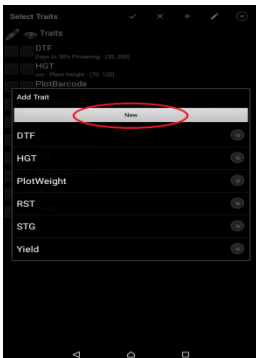 Select Traits
Traits
DTF
Days to 50% Flowering - (20, 200)
HGT
cm - Plant Height - (70, 120)
PlotBarcode
Add Trait
New
DTF
HGT
PlotWeight
RST
STG
Yield